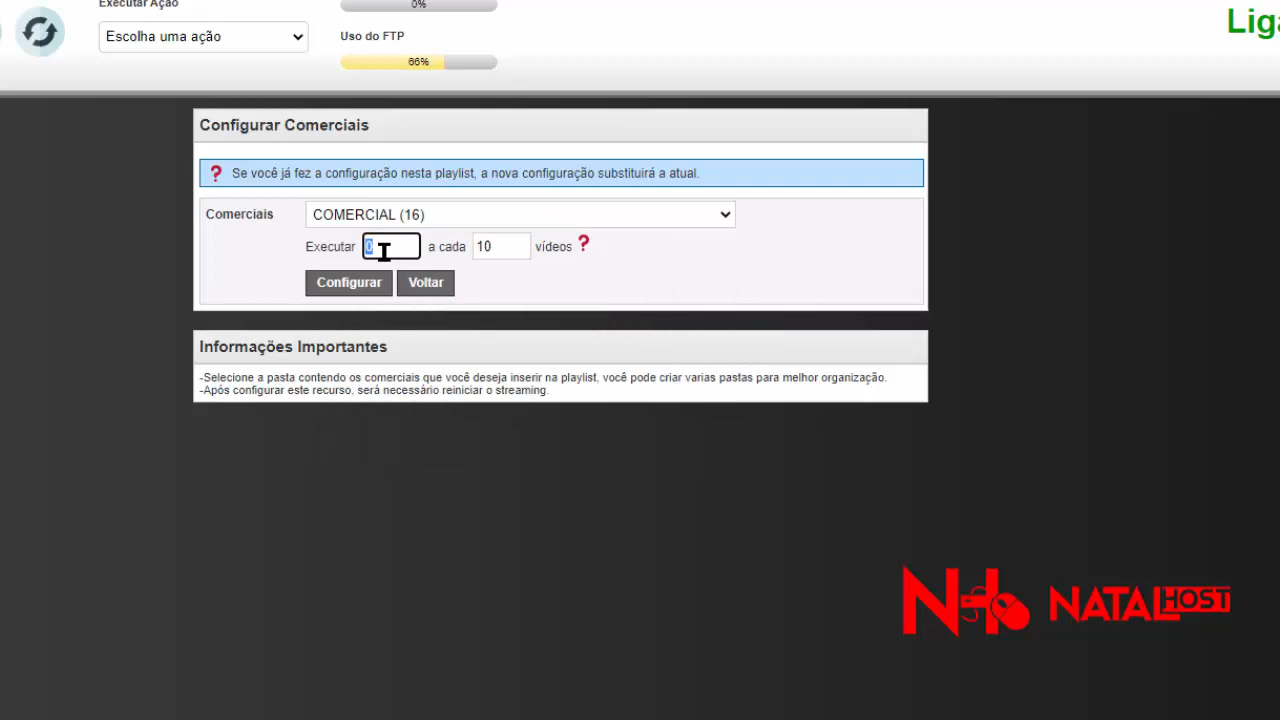 Executar Ação
0%
Escolha uma ação
Uso do FTP
66%
Configurar Comerciais
? Se você já fez a configuração nesta playlist, a nova configuração substituirá a atual.
Comerciais COMERCIAL (16)
Executar 0 a cada 10 vídeos ?
Configurar Voltar
Informações Importantes
-Selecione a pasta contendo os comerciais que você deseja inserir na playlist, você pode criar varias pastas para melhor organização.
-Após configurar este recurso, será necessário reiniciar o streaming.
NATALHOST